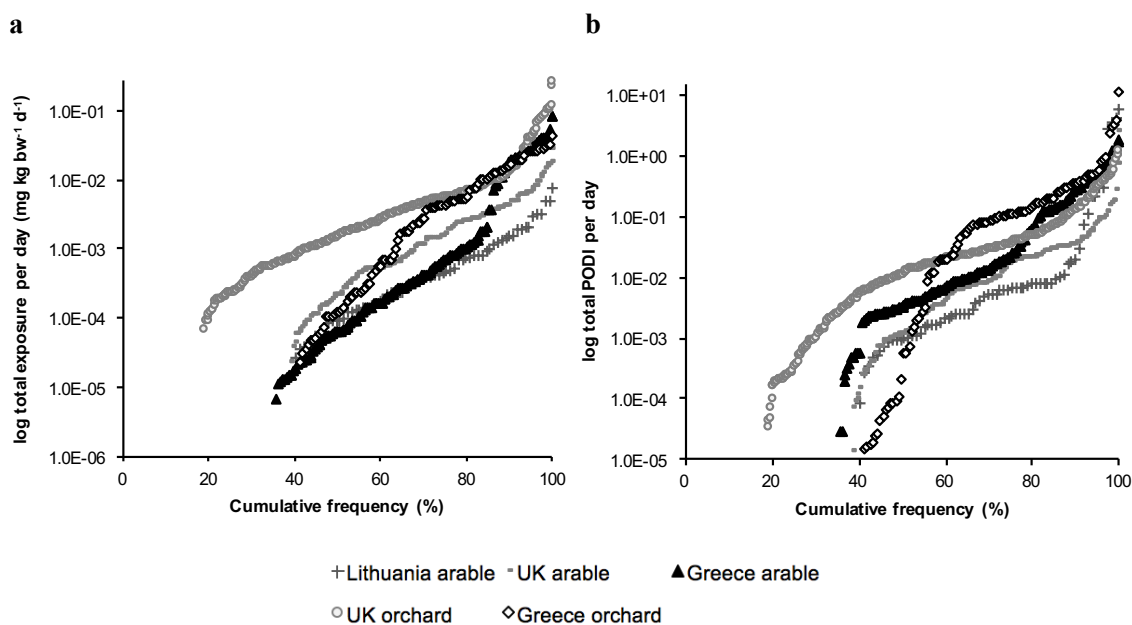 a
b
log total exposure per day (mg kg bw⁻¹ d⁻¹)
1.0E-01
1.0E-02
1.0E-03
1.0E-04
1.0E-05
1.0E-06
0 20 40 60 80 100
Cumulative frequency (%)
log total PODI per day
1.0E+01
1.0E+00
1.0E-01
1.0E-02
1.0E-03
1.0E-04
1.0E-05
0 20 40 60 80 100
Cumulative frequency (%)
Lithuania arable UK arable Greece arable
UK orchard Greece orchard